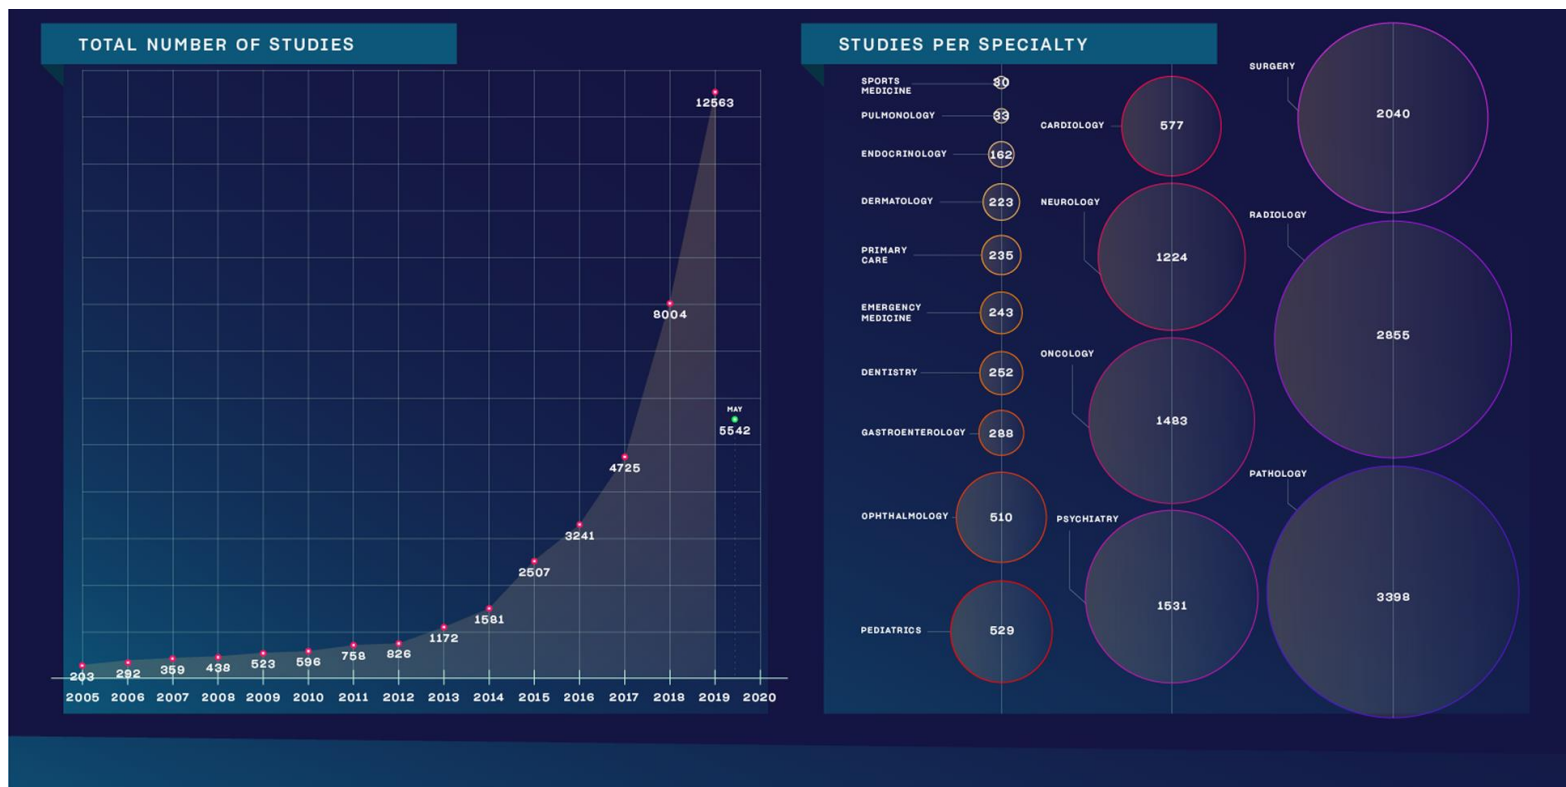 TOTAL NUMBER OF STUDIES
12563
8004
MAY
5542
4725
3241
2507
1581
1172
826
758
596
523
438
359
292
203
2005 2006 2007 2008 2009 2010 2011 2012 2013 2014 2015 2016 2017 2018 2019 2020
STUDIES PER SPECIALTY
SPORTS
MEDICINE
30
PULMONOLOGY
33
ENDOCRINOLOGY
162
DERMATOLOGY
223
PRIMARY
CARE
235
EMERGENCY
MEDICINE
243
DENTISTRY
252
GASTROENTEROLOGY
288
OPHTHALMOLOGY
510
PEDIATRICS
529
CARDIOLOGY
577
NEUROLOGY
1224
ONCOLOGY
1483
PSYCHIATRY
1531
SURGERY
2040
RADIOLOGY
2855
PATHOLOGY
3398